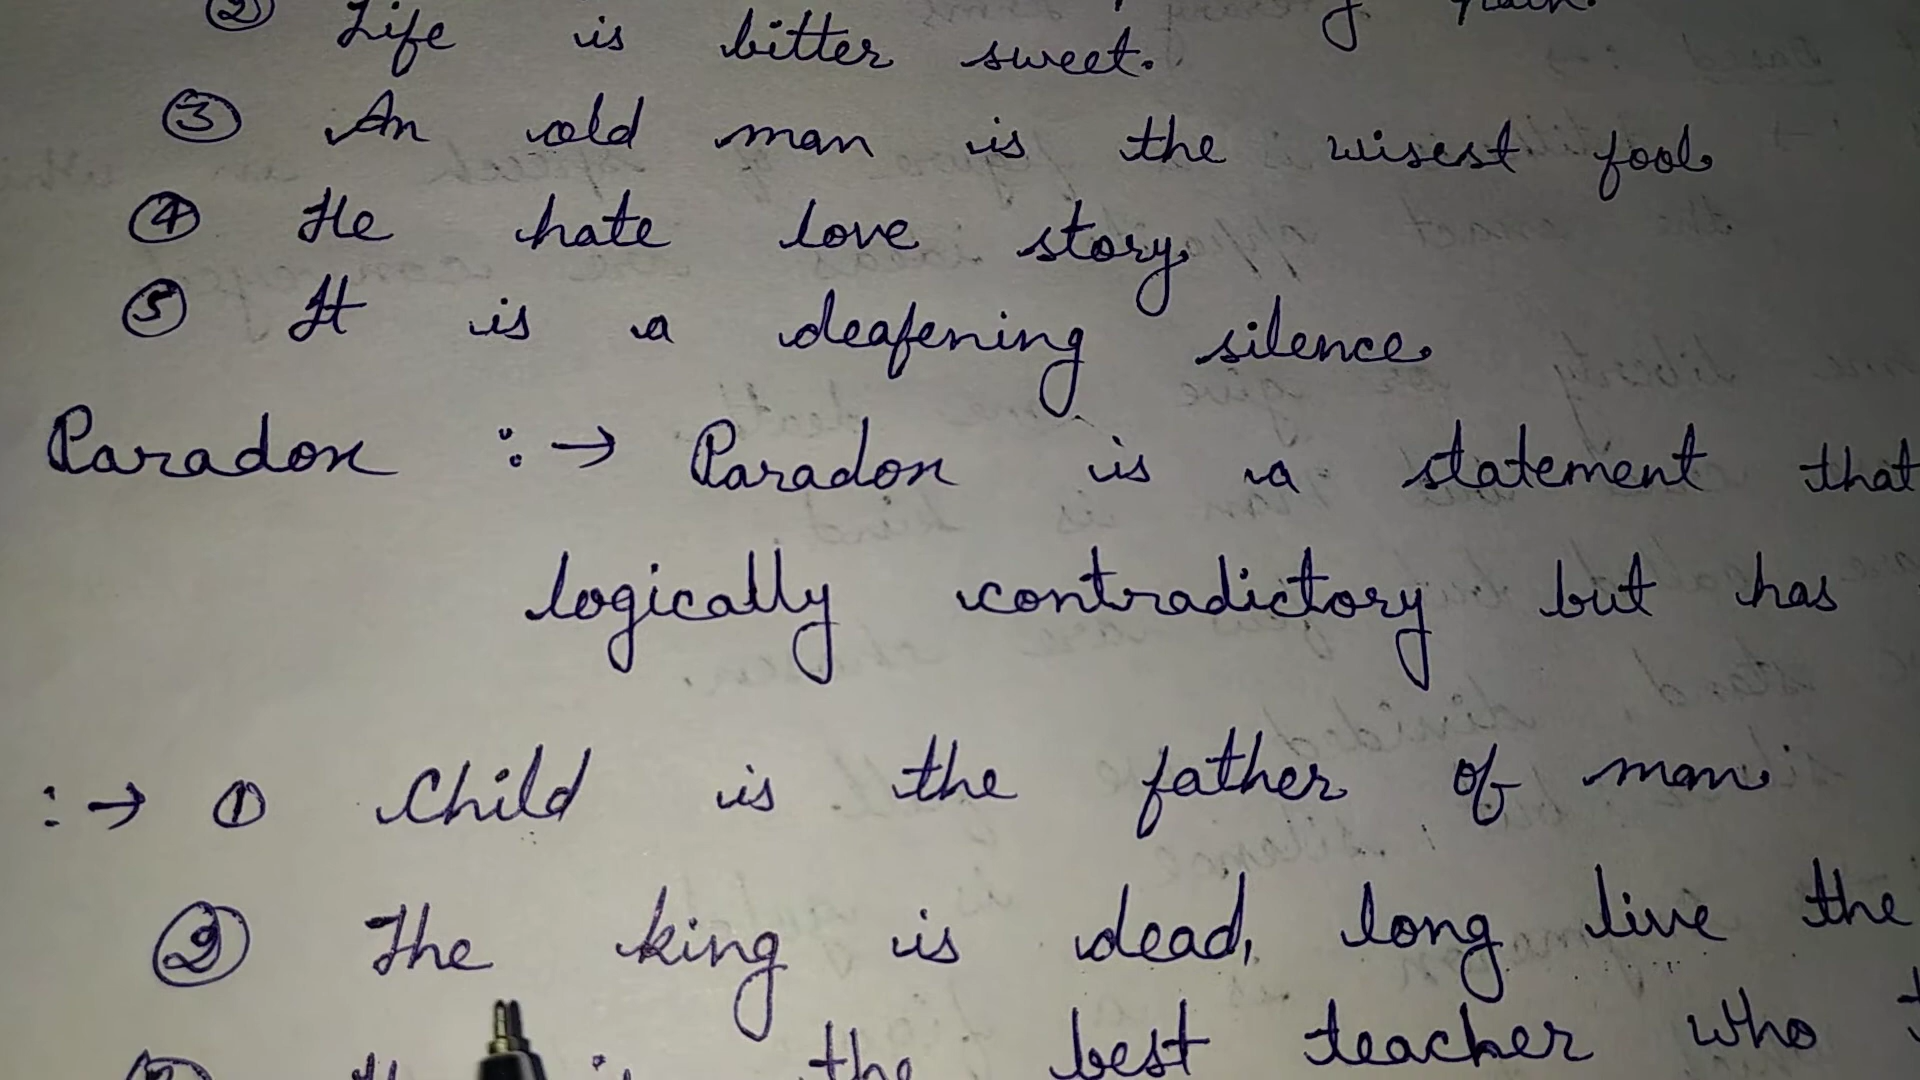 ② Life is bitter sweet.
③ An old man is the wisest fool.
④ He hate love story.
⑤ It is a deafening silence.
Paradox :→ Paradox is a statement that
logically contradictory but has
:→ ① Child is the father of man.
② The king is dead, long live the
the best teacher who